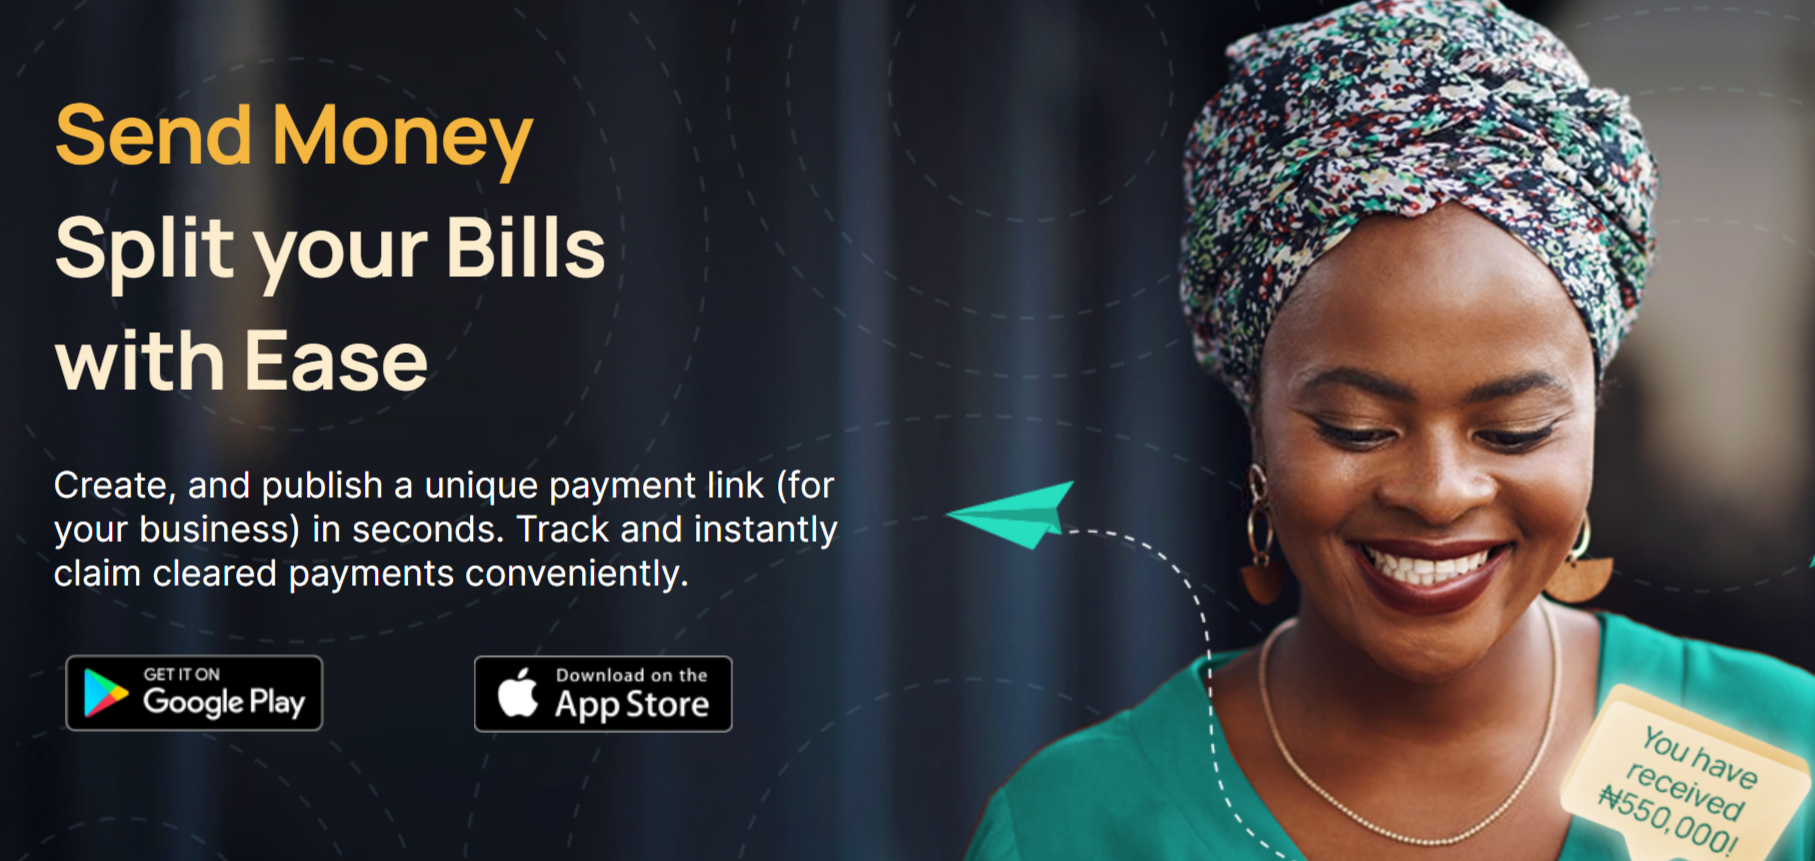 Send Money
Split your Bills
with Ease
Create, and publish a unique payment link (for
your business) in seconds. Track and instantly
claim cleared payments conveniently.
GET IT ON
Google Play
Download on the
App Store
You have
received
₦550,000!